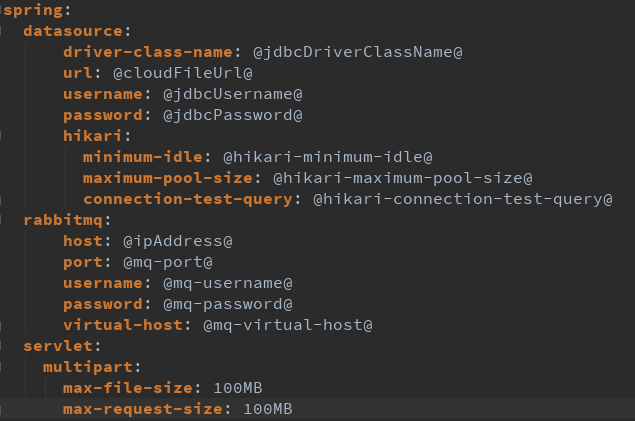 spring:
  datasource:
      driver-class-name: @jdbcDriverClassName@
      url: @cloudFileUrl@
      username: @jdbcUsername@
      password: @jdbcPassword@
      hikari:
        minimum-idle: @hikari-minimum-idle@
        maximum-pool-size: @hikari-maximum-pool-size@
        connection-test-query: @hikari-connection-test-query@
  rabbitmq:
      host: @ipAddress@
      port: @mq-port@
      username: @mq-username@
      password: @mq-password@
      virtual-host: @mq-virtual-host@
  servlet:
    multipart:
      max-file-size: 100MB
      max-request-size: 100MB